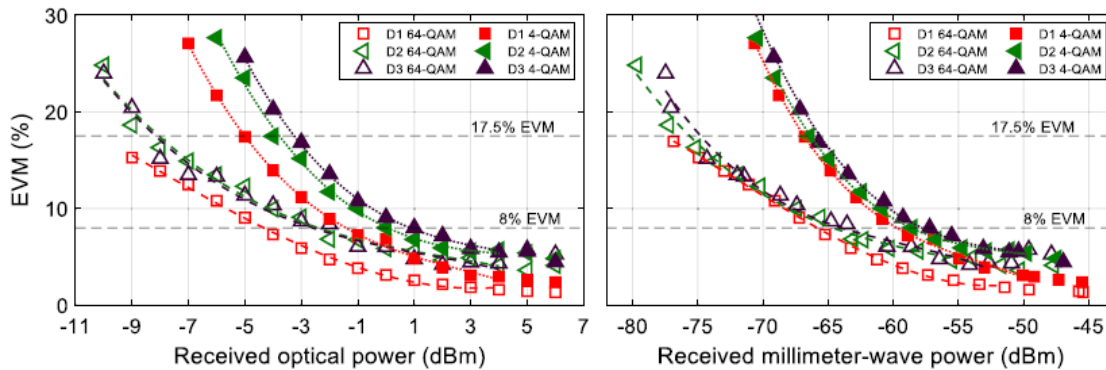 30
20
10
0
EVM (%)
D1 64-QAM D1 4-QAM
D2 64-QAM D2 4-QAM
D3 64-QAM D3 4-QAM
17.5% EVM
8% EVM
-11 -9 -7 -5 -3 -1 1 3 5 7
Received optical power (dBm)
D1 64-QAM D1 4-QAM
D2 64-QAM D2 4-QAM
D3 64-QAM D3 4-QAM
17.5% EVM
8% EVM
-80 -75 -70 -65 -60 -55 -50 -45
Received millimeter-wave power (dBm)